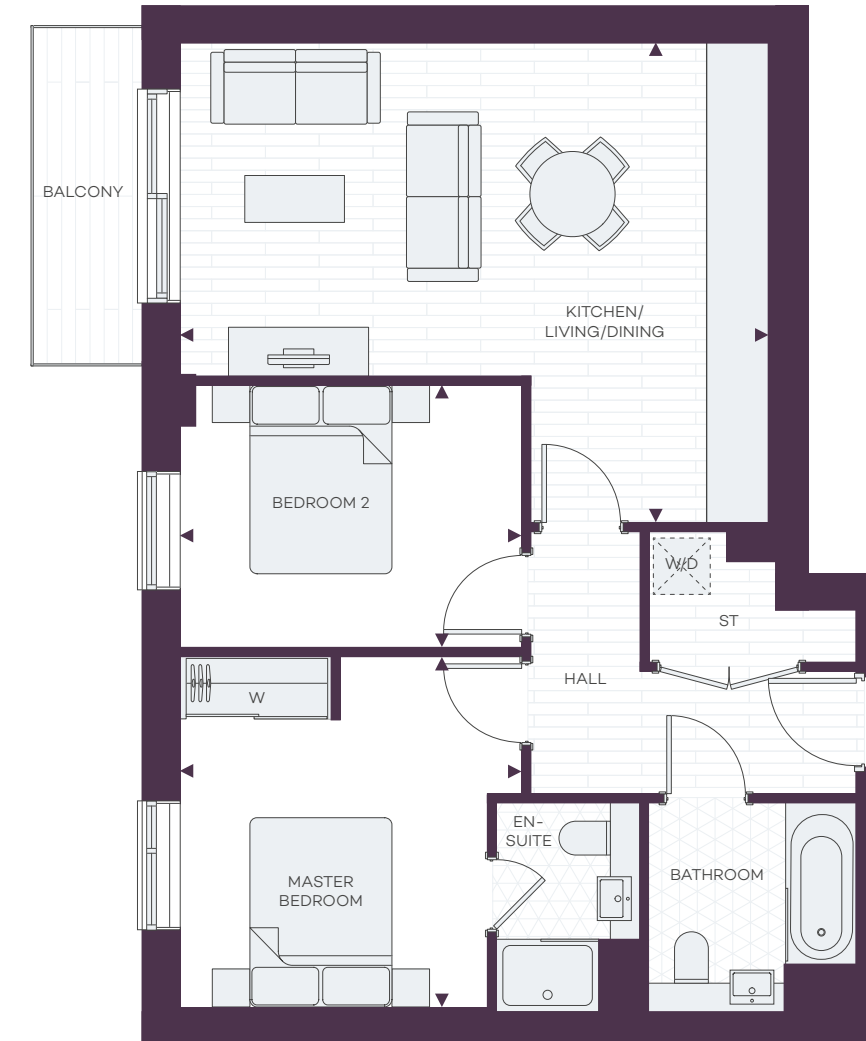 BALCONY
KITCHEN/
LIVING/DINING
BEDROOM 2
W/D
ST
HALL
W
EN-
SUITE
MASTER
BEDROOM
BATHROOM